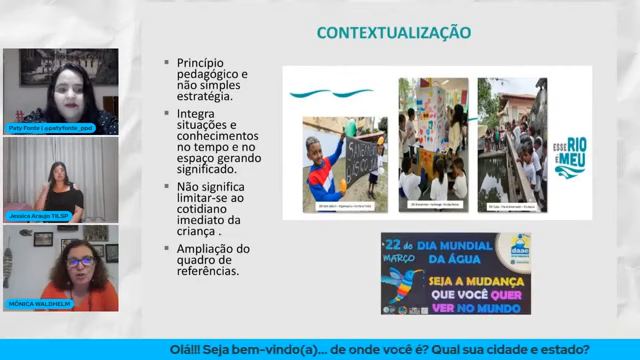 CONTEXTUALIZAÇÃO
Princípio
pedagógico e
não simples
estratégia.
Integra
situações e
conhecimentos
no tempo e no
espaço gerando
significado.
Não significa
limitar-se ao
cotidiano
imediato da
criança .
Ampliação do
quadro de
referências.
ESSE
RIO
É MEU
22 de
MARÇO
DIA MUNDIAL
DA ÁGUA
daae
SEJA A MUDANÇA
QUE VOCÊ QUER
VER NO MUNDO
Paty Fonte I @patyfonte_ppd
Jessica Araujo TILSP
MÔNICA WALDHELM
Olá!!! Seja bem-vindo(a)... de onde você é? Qual sua cidade e estado?